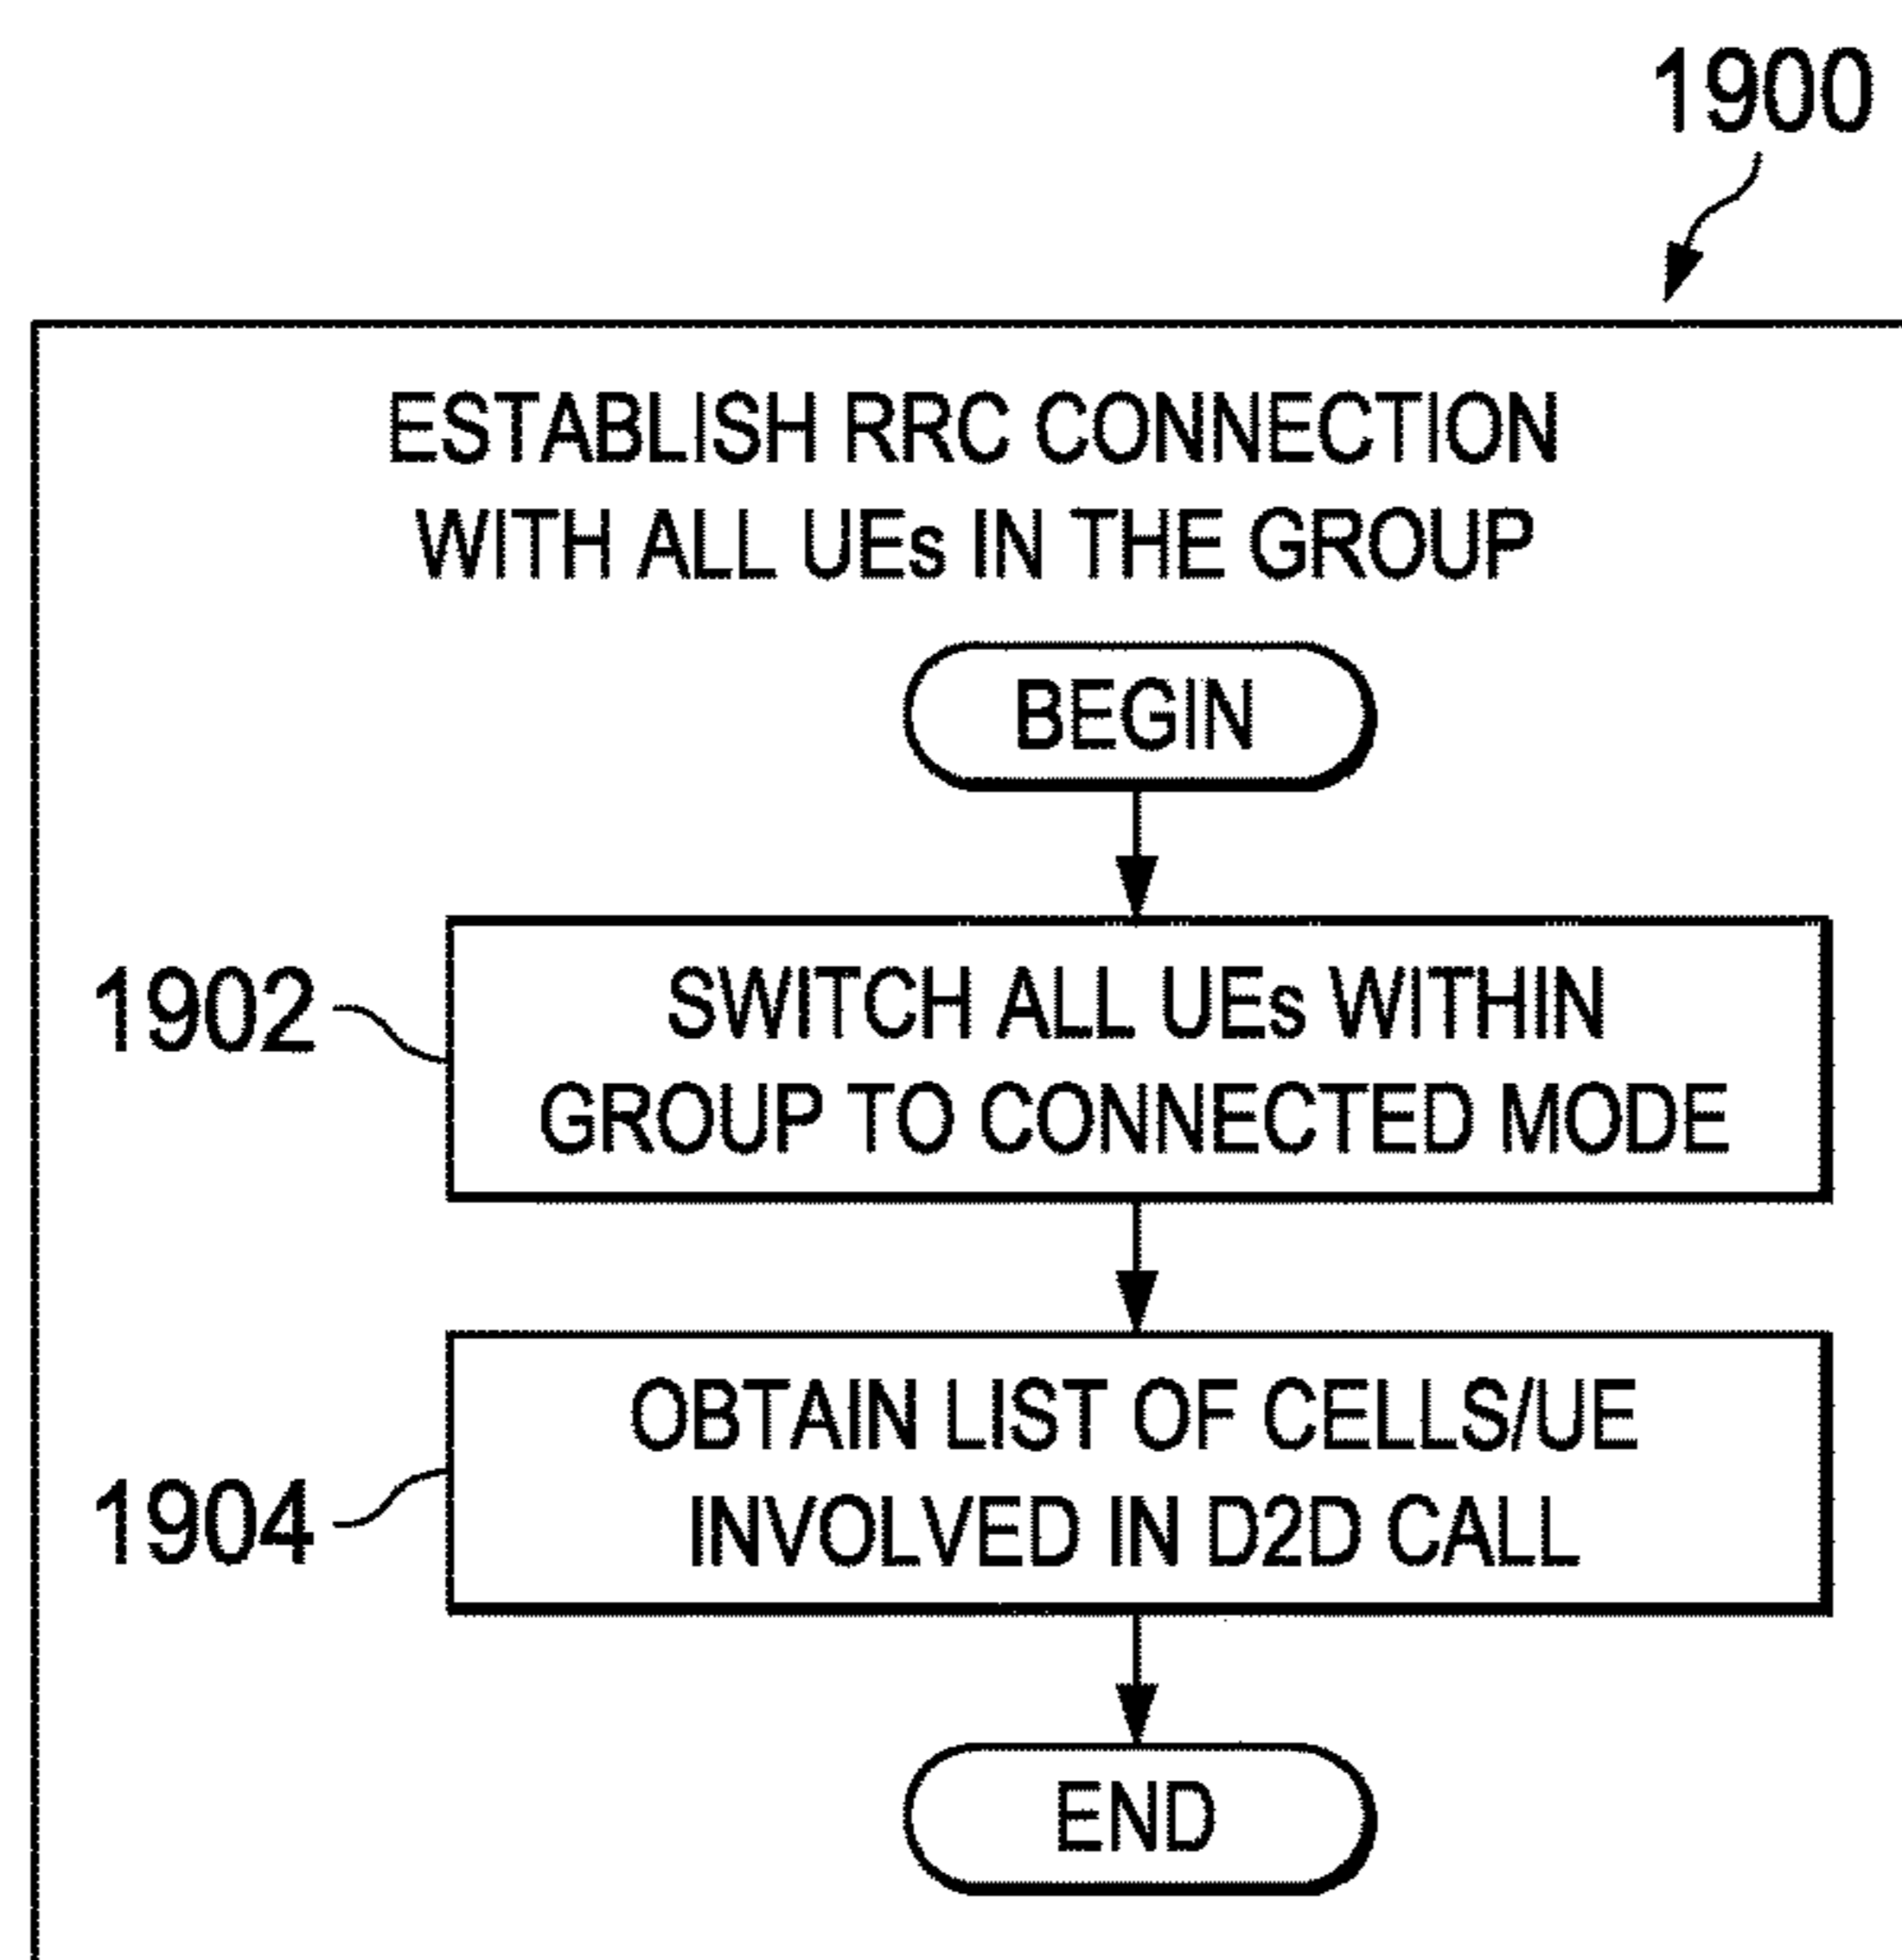 1900
ESTABLISH RRC CONNECTION
WITH ALL UEs IN THE GROUP
BEGIN
1902
SWITCH ALL UEs WITHIN
GROUP TO CONNECTED MODE
1904
OBTAIN LIST OF CELLS/UE
INVOLVED IN D2D CALL
END